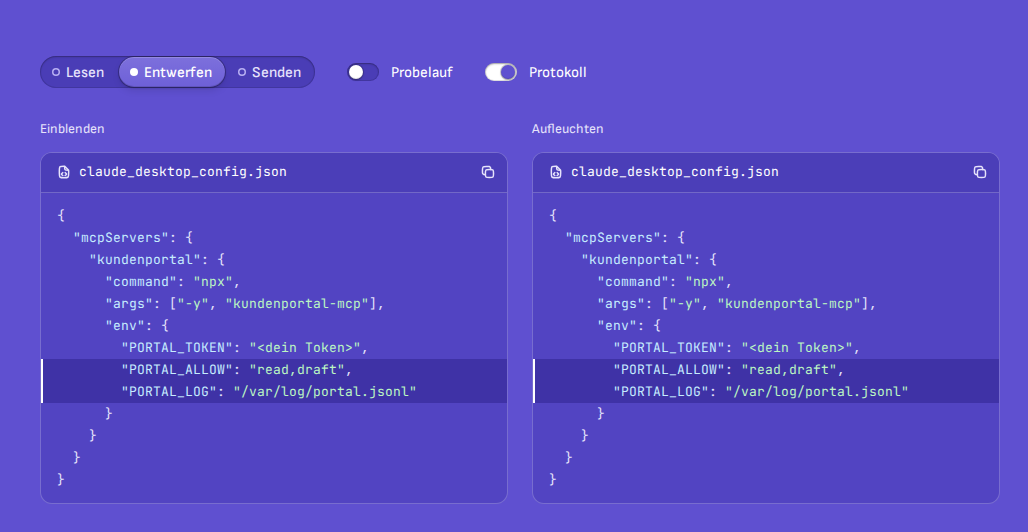 Lesen Entwerfen Senden Probelauf Protokoll
Einblenden
claude_desktop_config.json
{
"mcpServers": {
"kundenportal": {
"command": "npx",
"args": ["-y", "kundenportal-mcp"],
"env": {
"PORTAL_TOKEN": "<dein Token>",
"PORTAL_ALLOW": "read,draft",
"PORTAL_LOG": "/var/log/portal.jsonl"
}
}
}
}
Aufleuchten
claude_desktop_config.json
{
"mcpServers": {
"kundenportal": {
"command": "npx",
"args": ["-y", "kundenportal-mcp"],
"env": {
"PORTAL_TOKEN": "<dein Token>",
"PORTAL_ALLOW": "read,draft",
"PORTAL_LOG": "/var/log/portal.jsonl"
}
}
}
}